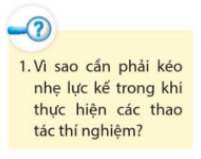 1. Vì sao cần phải kéo
nhẹ lực kế trong khi
thực hiện các thao
tác thí nghiệm?